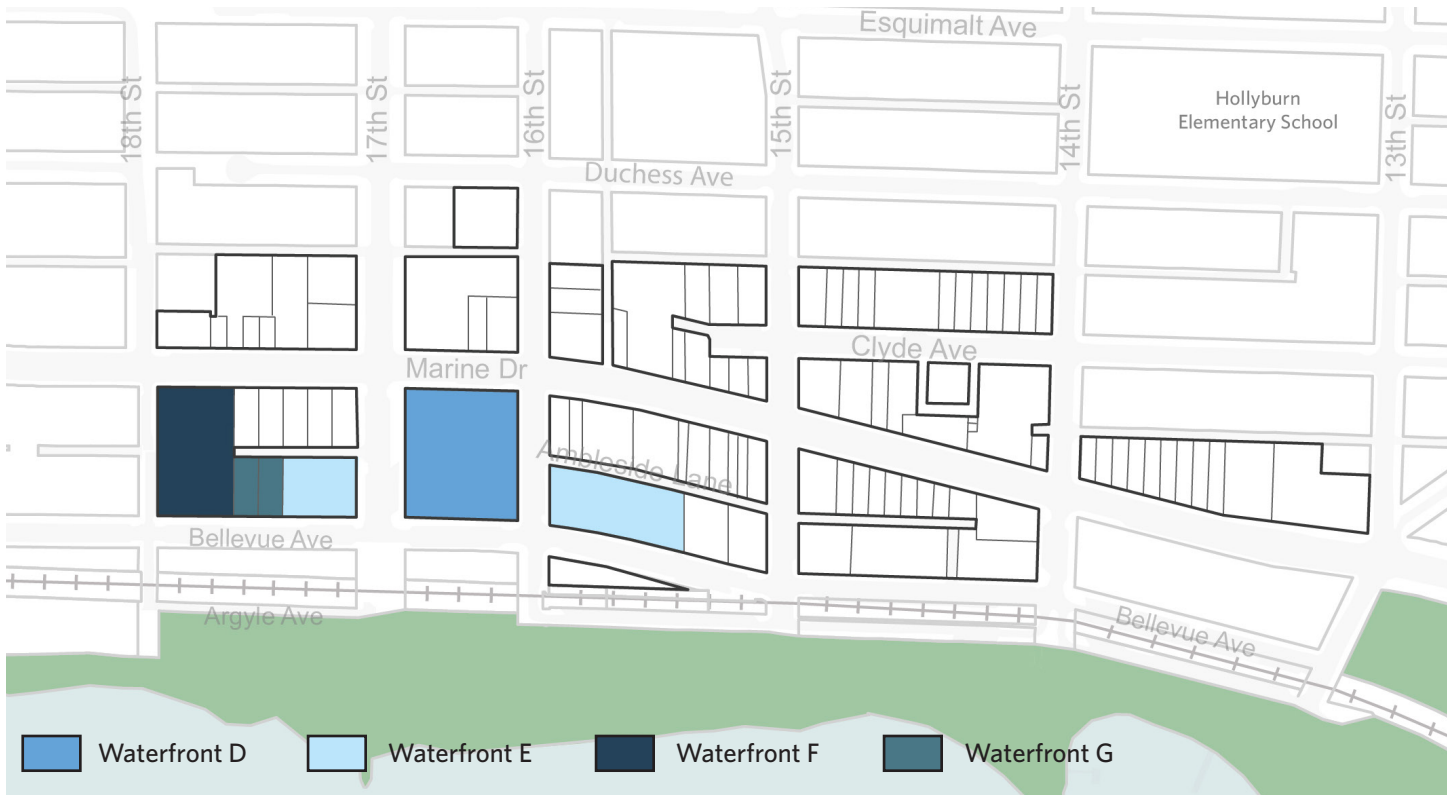 Esquimalt Ave
18th St
17th St
16th St
15th St
14th St
13th St
Hollyburn
Elementary School
Duchess Ave
Clyde Ave
Marine Dr
Ambleside Lane
Bellevue Ave
Argyle Ave
Bellevue Ave
Waterfront D
Waterfront E
Waterfront F
Waterfront G